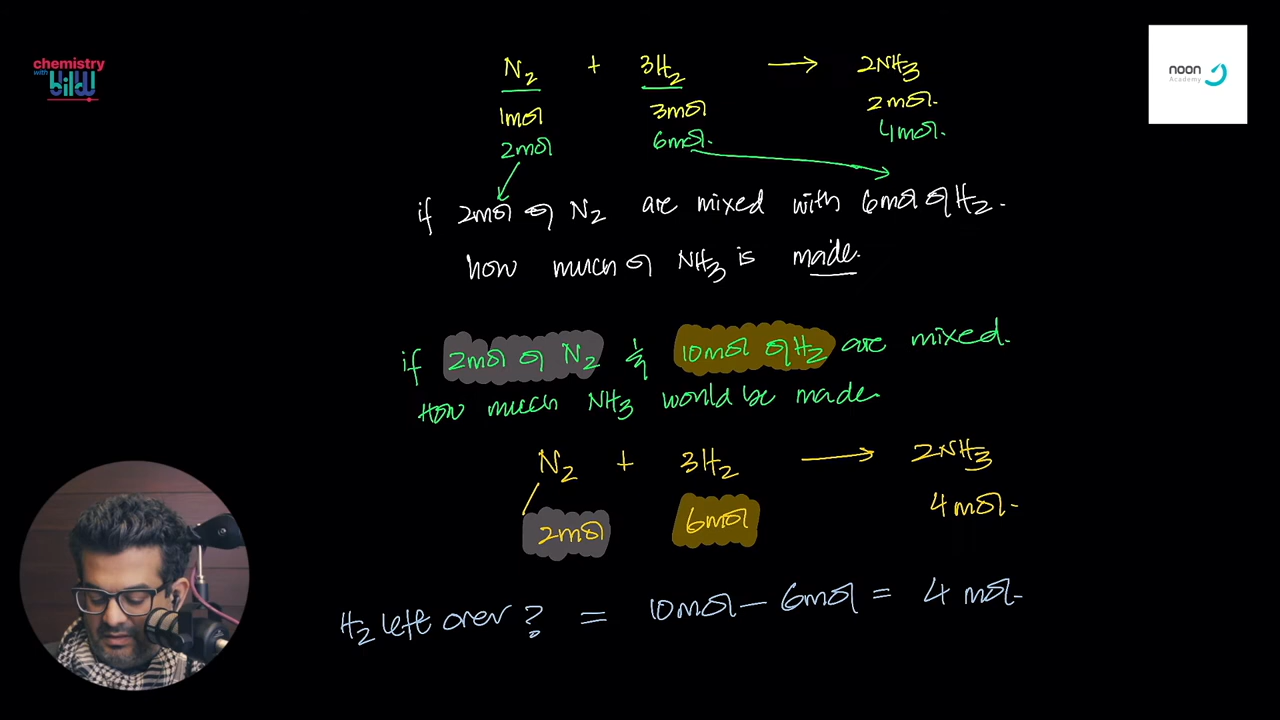 chemistry
with
bilal
noon
Academy
N2 + 3H2 → 2NH3
1mol 3mol 2mol.
2mol 6mol. 4mol.
if 2mol of N2 are mixed with 6mol of H2.
how much of NH3 is made.
if 2mol of N2 & 10mol of H2 are mixed.
How much NH3 would be made.
N2 + 3H2 → 2NH3
2mol 6mol 4mol.
H2 left over? = 10mol – 6mol = 4 mol.